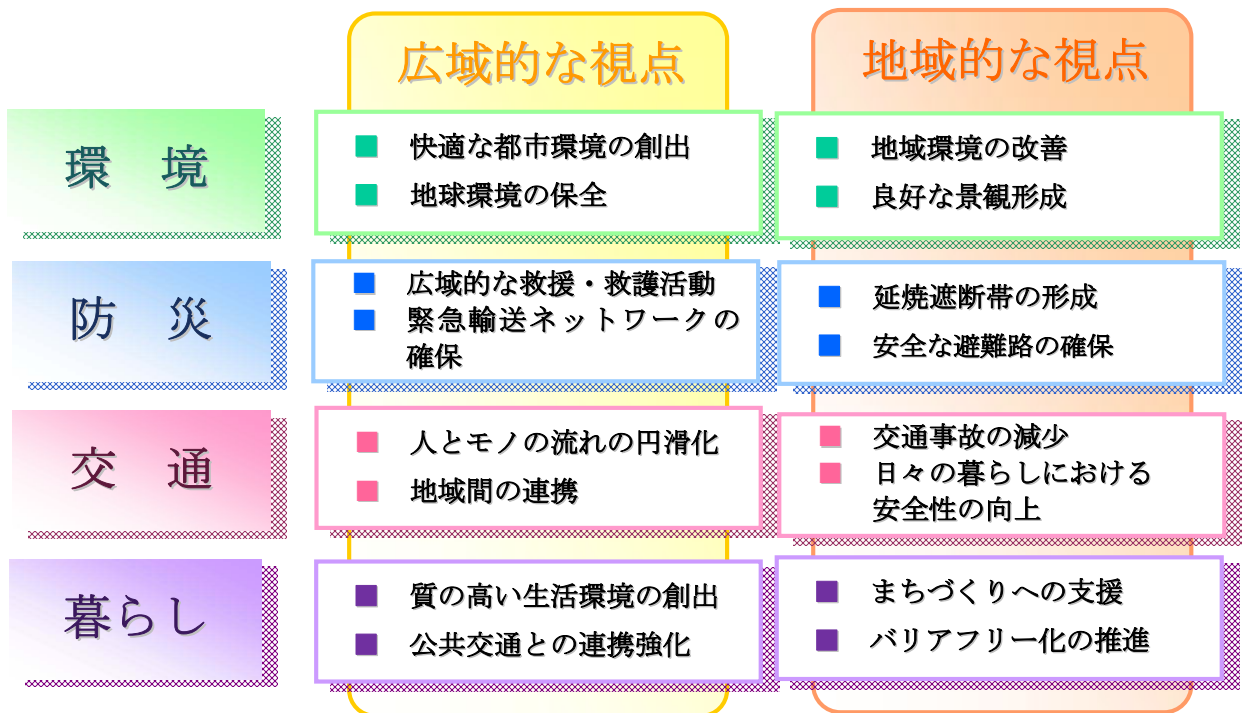 広域的な視点
地域的な視点
環　境
■ 快適な都市環境の創出
■ 地球環境の保全
■ 地域環境の改善
■ 良好な景観形成
防　災
■ 広域的な救援・救護活動
■ 緊急輸送ネットワークの
確保
■ 延焼遮断帯の形成
■ 安全な避難路の確保
交　通
■ 人とモノの流れの円滑化
■ 地域間の連携
■ 交通事故の減少
■ 日々の暮らしにおける
安全性の向上
暮らし
■ 質の高い生活環境の創出
■ 公共交通との連携強化
■ まちづくりへの支援
■ バリアフリー化の推進